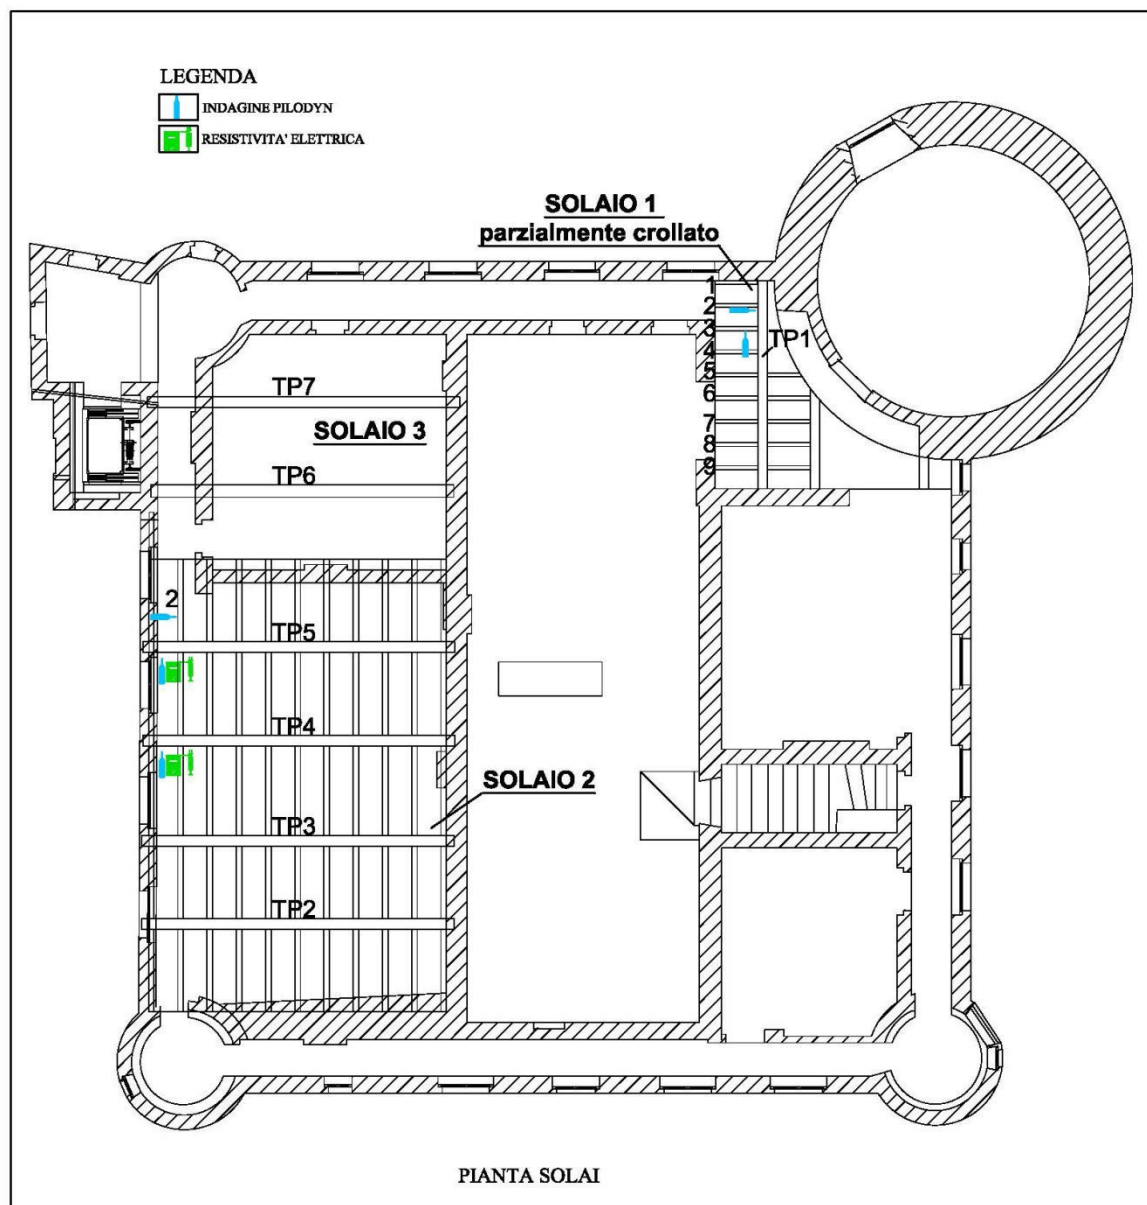 LEGENDA
INDAGINE PILODYN
RESISTIVITA' ELETTRICA
SOLAIO 1
parzialmente crollato
1
2
3
TP1
4
5
6
7
8
9
TP7
SOLAIO 3
TP6
2
TP5
TP4
SOLAIO 2
TP3
TP2
PIANTA SOLAI